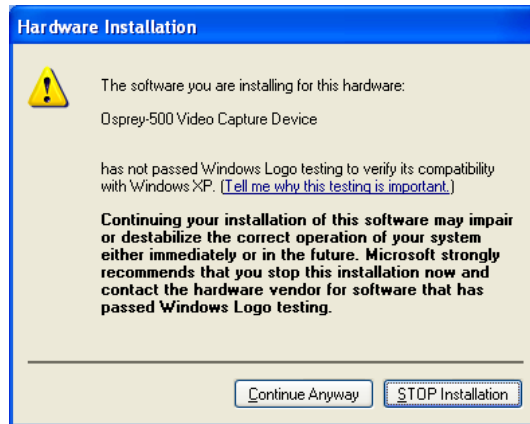 Hardware Installation
The software you are installing for this hardware:
Osprey-500 Video Capture Device
has not passed Windows Logo testing to verify its compatibility
with Windows XP. (Tell me why this testing is important.)
Continuing your installation of this software may impair
or destabilize the correct operation of your system
either immediately or in the future. Microsoft strongly
recommends that you stop this installation now and
contact the hardware vendor for software that has
passed Windows Logo testing.
Continue Anyway
STOP Installation